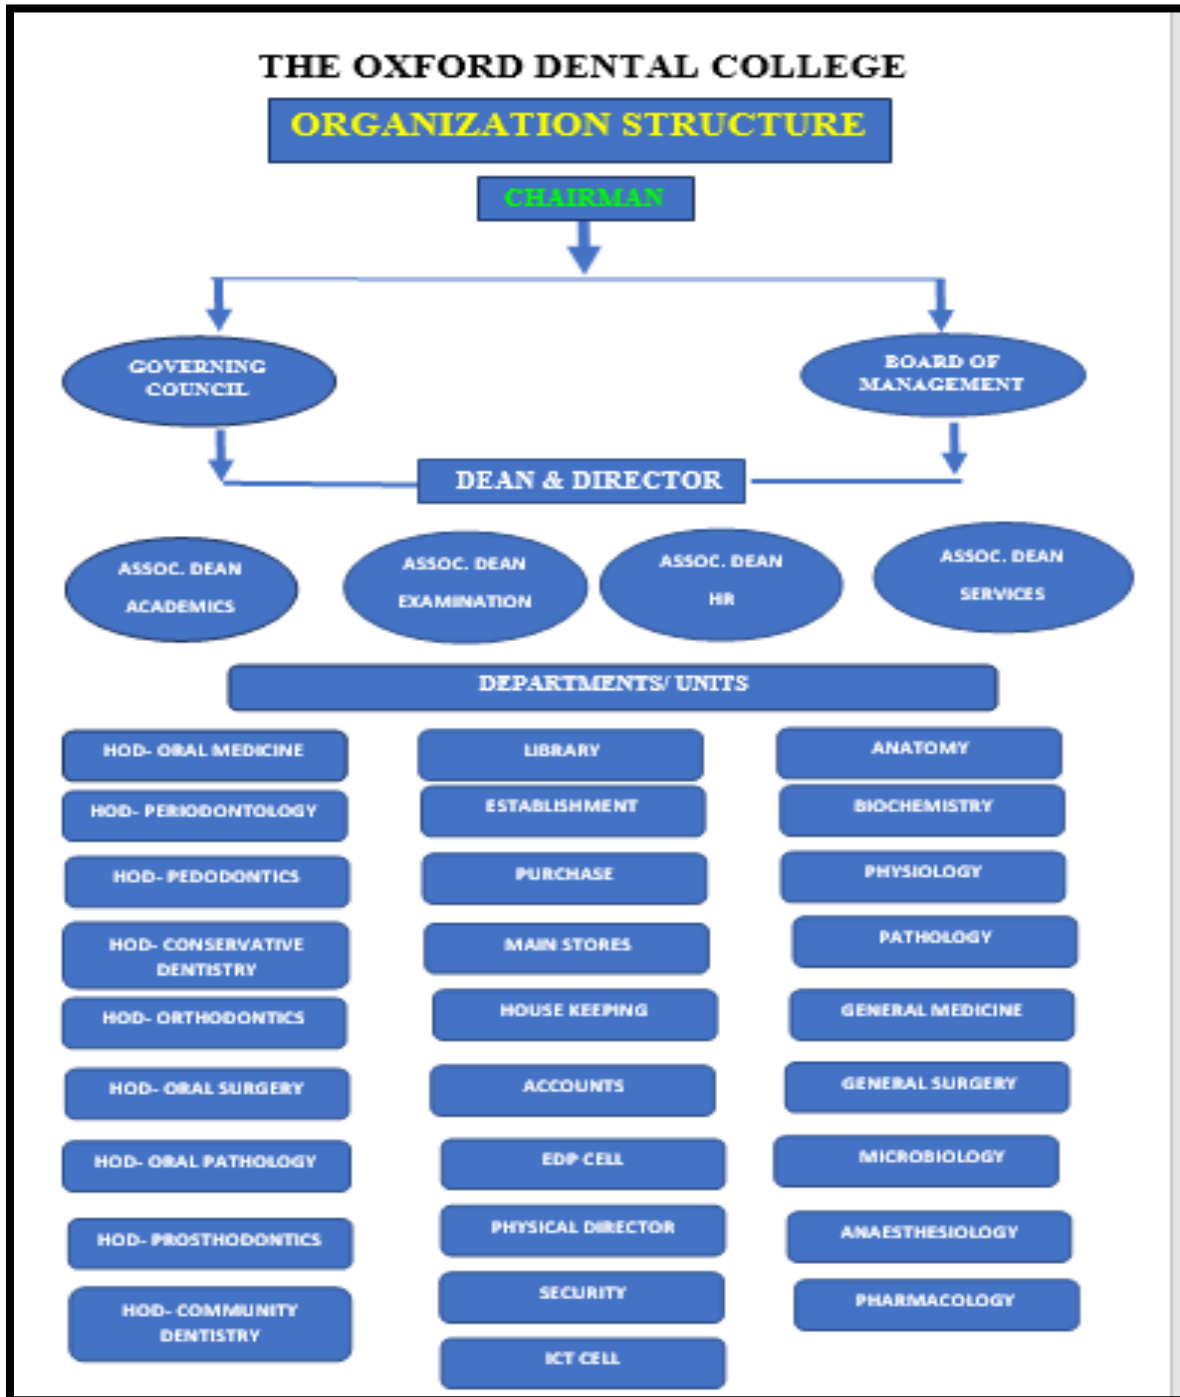 THE OXFORD DENTAL COLLEGE
ORGANIZATION STRUCTURE
CHAIRMAN
GOVERNING
COUNCIL
BOARD OF
MANAGEMENT
DEAN & DIRECTOR
ASSOC. DEAN
ACADEMICS
ASSOC. DEAN
EXAMINATION
ASSOC. DEAN
HR
ASSOC. DEAN
SERVICES
DEPARTMENTS/ UNITS
HOD- ORAL MEDICINE
HOD- PERIODONTOLOGY
HOD- PEDODONTICS
HOD- CONSERVATIVE
DENTISTRY
HOD- ORTHODONTICS
HOD- ORAL SURGERY
HOD- ORAL PATHOLOGY
HOD- PROSTHODONTICS
HOD- COMMUNITY
DENTISTRY
LIBRARY
ESTABLISHMENT
PURCHASE
MAIN STORES
HOUSE KEEPING
ACCOUNTS
EDP CELL
PHYSICAL DIRECTOR
SECURITY
ICT CELL
ANATOMY
BIOCHEMISTRY
PHYSIOLOGY
PATHOLOGY
GENERAL MEDICINE
GENERAL SURGERY
MICROBIOLOGY
ANAESTHESIOLOGY
PHARMACOLOGY